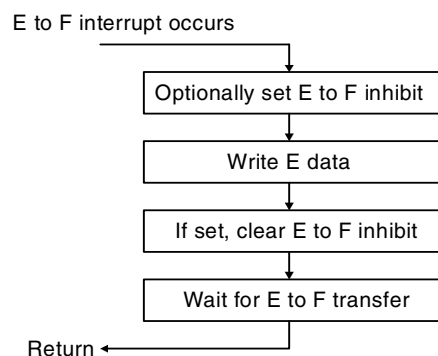 E to F interrupt occurs
Optionally set E to F inhibit
Write E data
If set, clear E to F inhibit
Wait for E to F transfer
Return